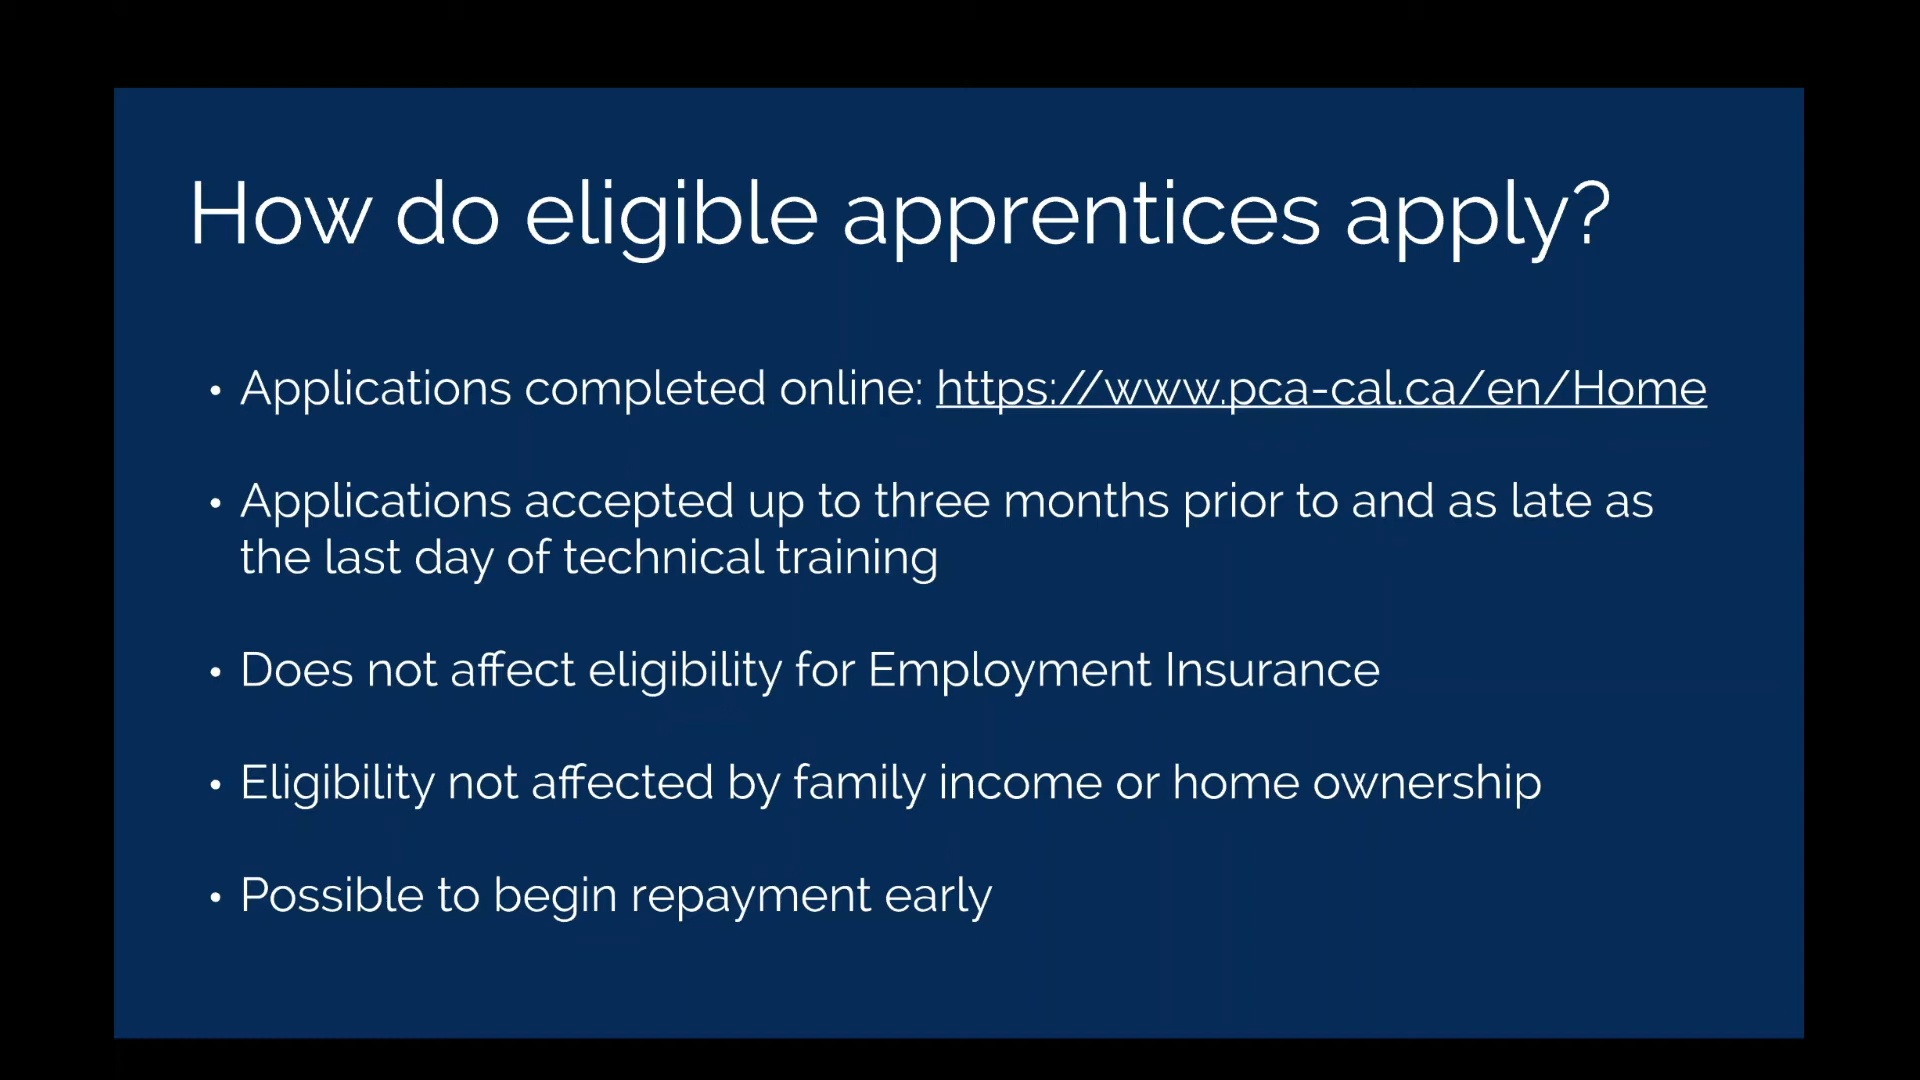 How do eligible apprentices apply?
• Applications completed online: https://www.pca-cal.ca/en/Home
• Applications accepted up to three months prior to and as late as
the last day of technical training
• Does not affect eligibility for Employment Insurance
• Eligibility not affected by family income or home ownership
• Possible to begin repayment early